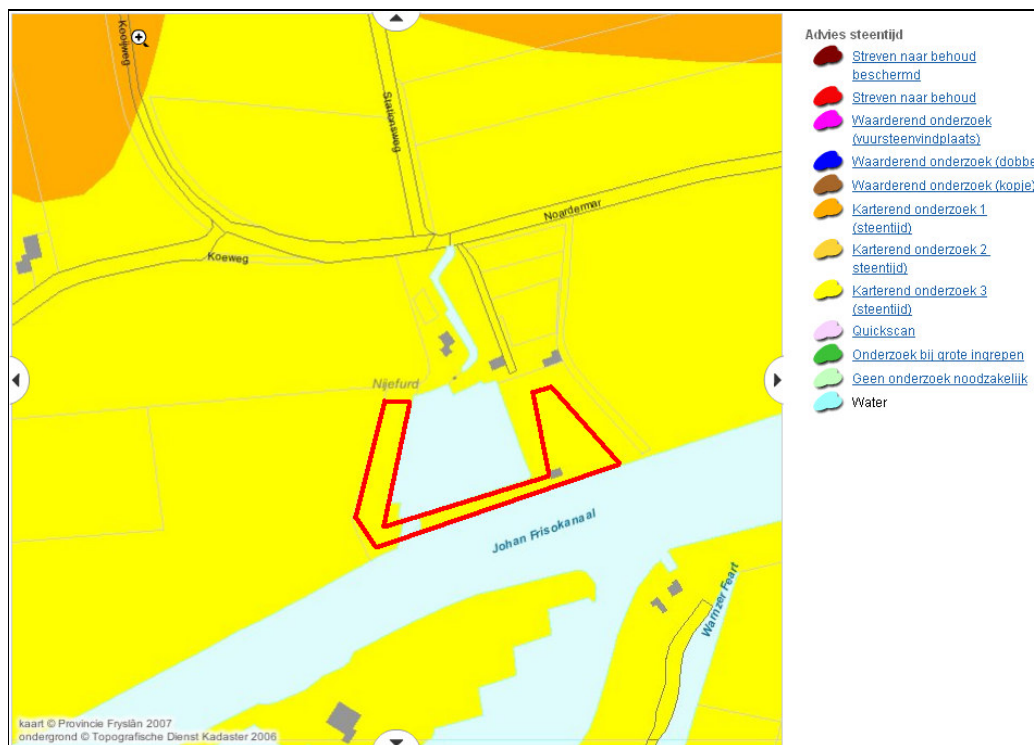 Kooijweg
Stationsweg
Noardermar
Koeweg
Nijefurd
Johan Frisokanaal
Warnzer Feart
kaart © Provincie Fryslân 2007
ondergrond © Topografische Dienst Kadaster 2006
Advies steentijd
Streven naar behoud
beschermd
Streven naar behoud
Waarderend onderzoek
(vuursteenvindplaats)
Waarderend onderzoek (dobbe
Waarderend onderzoek (kopje)
Karterend onderzoek 1
(steentijd)
Karterend onderzoek 2
steentijd)
Karterend onderzoek 3
(steentijd)
Quickscan
Onderzoek bij grote ingrepen
Geen onderzoek noodzakelijk
Water